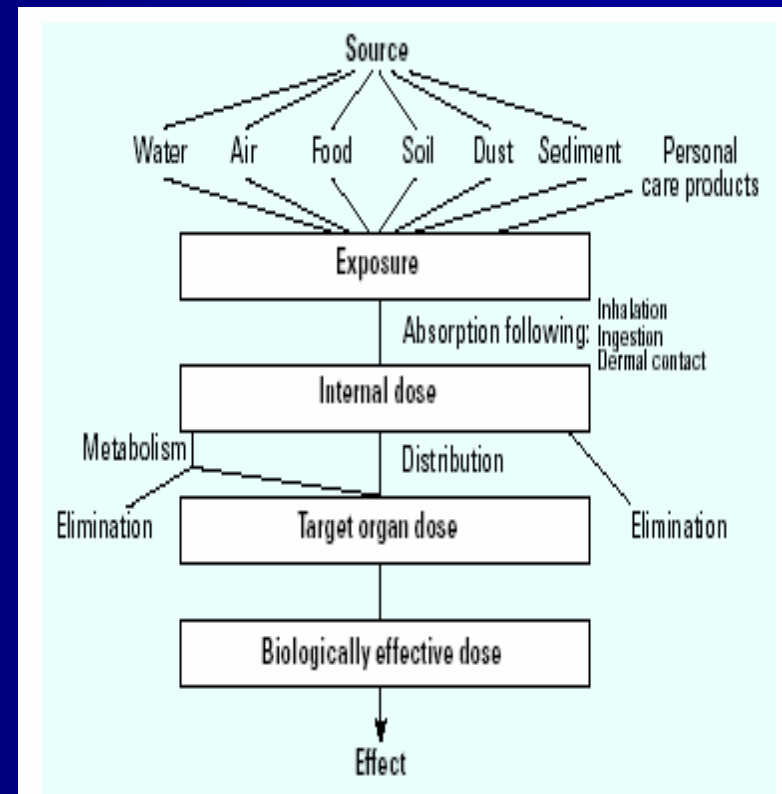 Source
Water Air Food Soil Dust Sediment Personal
care products
Exposure
Absorption following: Inhalation
Ingestion
Dermal contact
Internal dose
Metabolism
Distribution
Elimination Target organ dose Elimination
Biologically effective dose
Effect